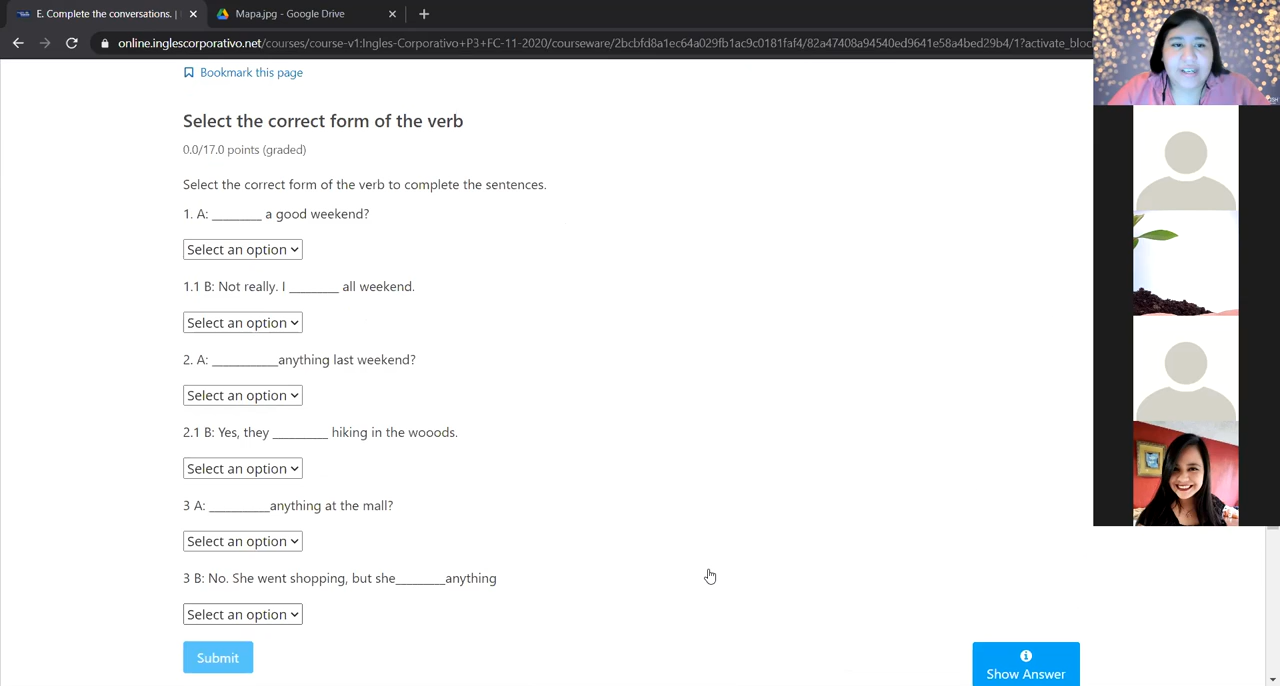 E. Complete the conversations. |
Mapa.jpg - Google Drive
online.inglescorporativo.net/courses/course-v1:Ingles-Corporativo+P3+FC-11-2020/courseware/2bcbfd8a1ec64a029fb1ac9c0181faf4/82a47408a94540ed9641e58a4bed29b4/1?activate_bloc
Bookmark this page
Select the correct form of the verb
0.0/17.0 points (graded)
Select the correct form of the verb to complete the sentences.
1. A: ________ a good weekend?
Select an option
1.1 B: Not really. I ________ all weekend.
Select an option
2. A: ___________anything last weekend?
Select an option
2.1 B: Yes, they _________ hiking in the wooods.
Select an option
3 A: __________anything at the mall?
Select an option
3 B: No. She went shopping, but she________anything
Select an option
Submit
Show Answer